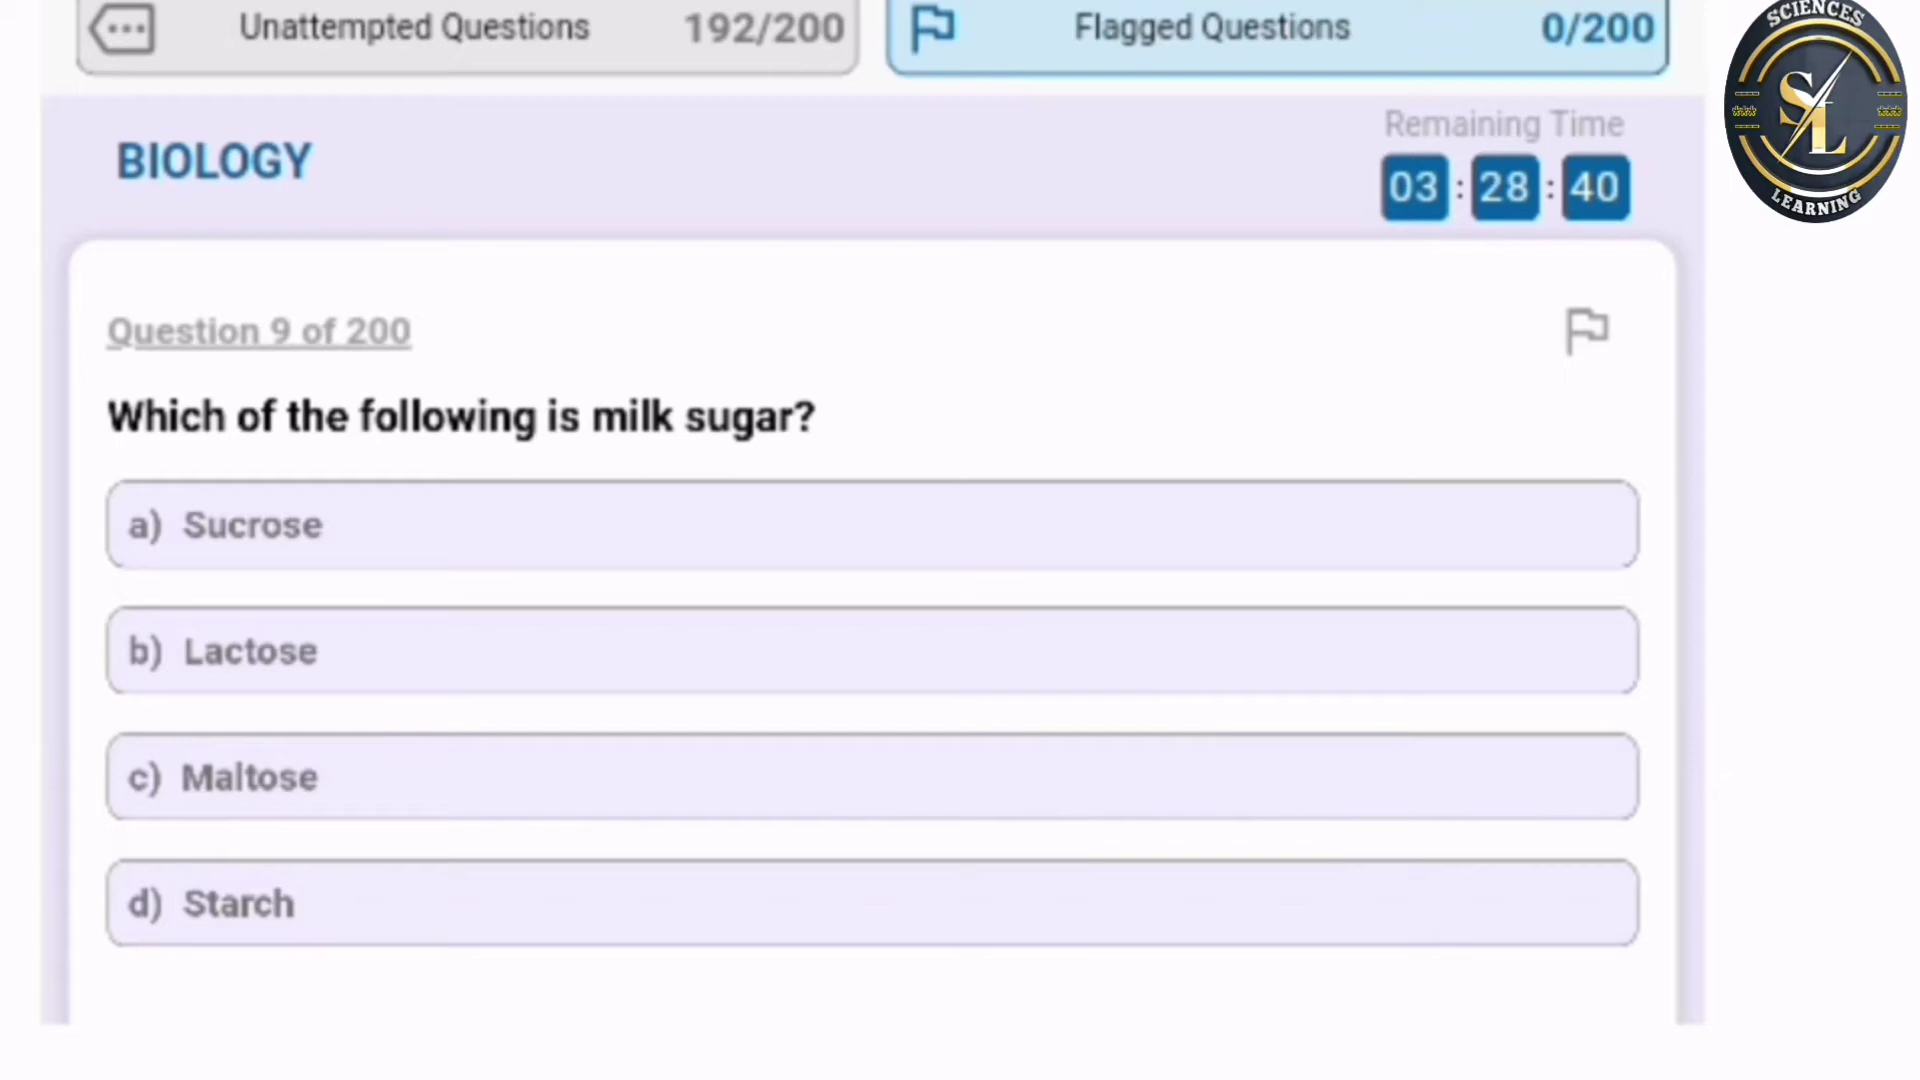 Unattempted Questions 192/200
Flagged Questions 0/200
SCIENCES
SL
LEARNING
BIOLOGY
Remaining Time
03 : 28 : 40
Question 9 of 200
Which of the following is milk sugar?
a) Sucrose
b) Lactose
c) Maltose
d) Starch